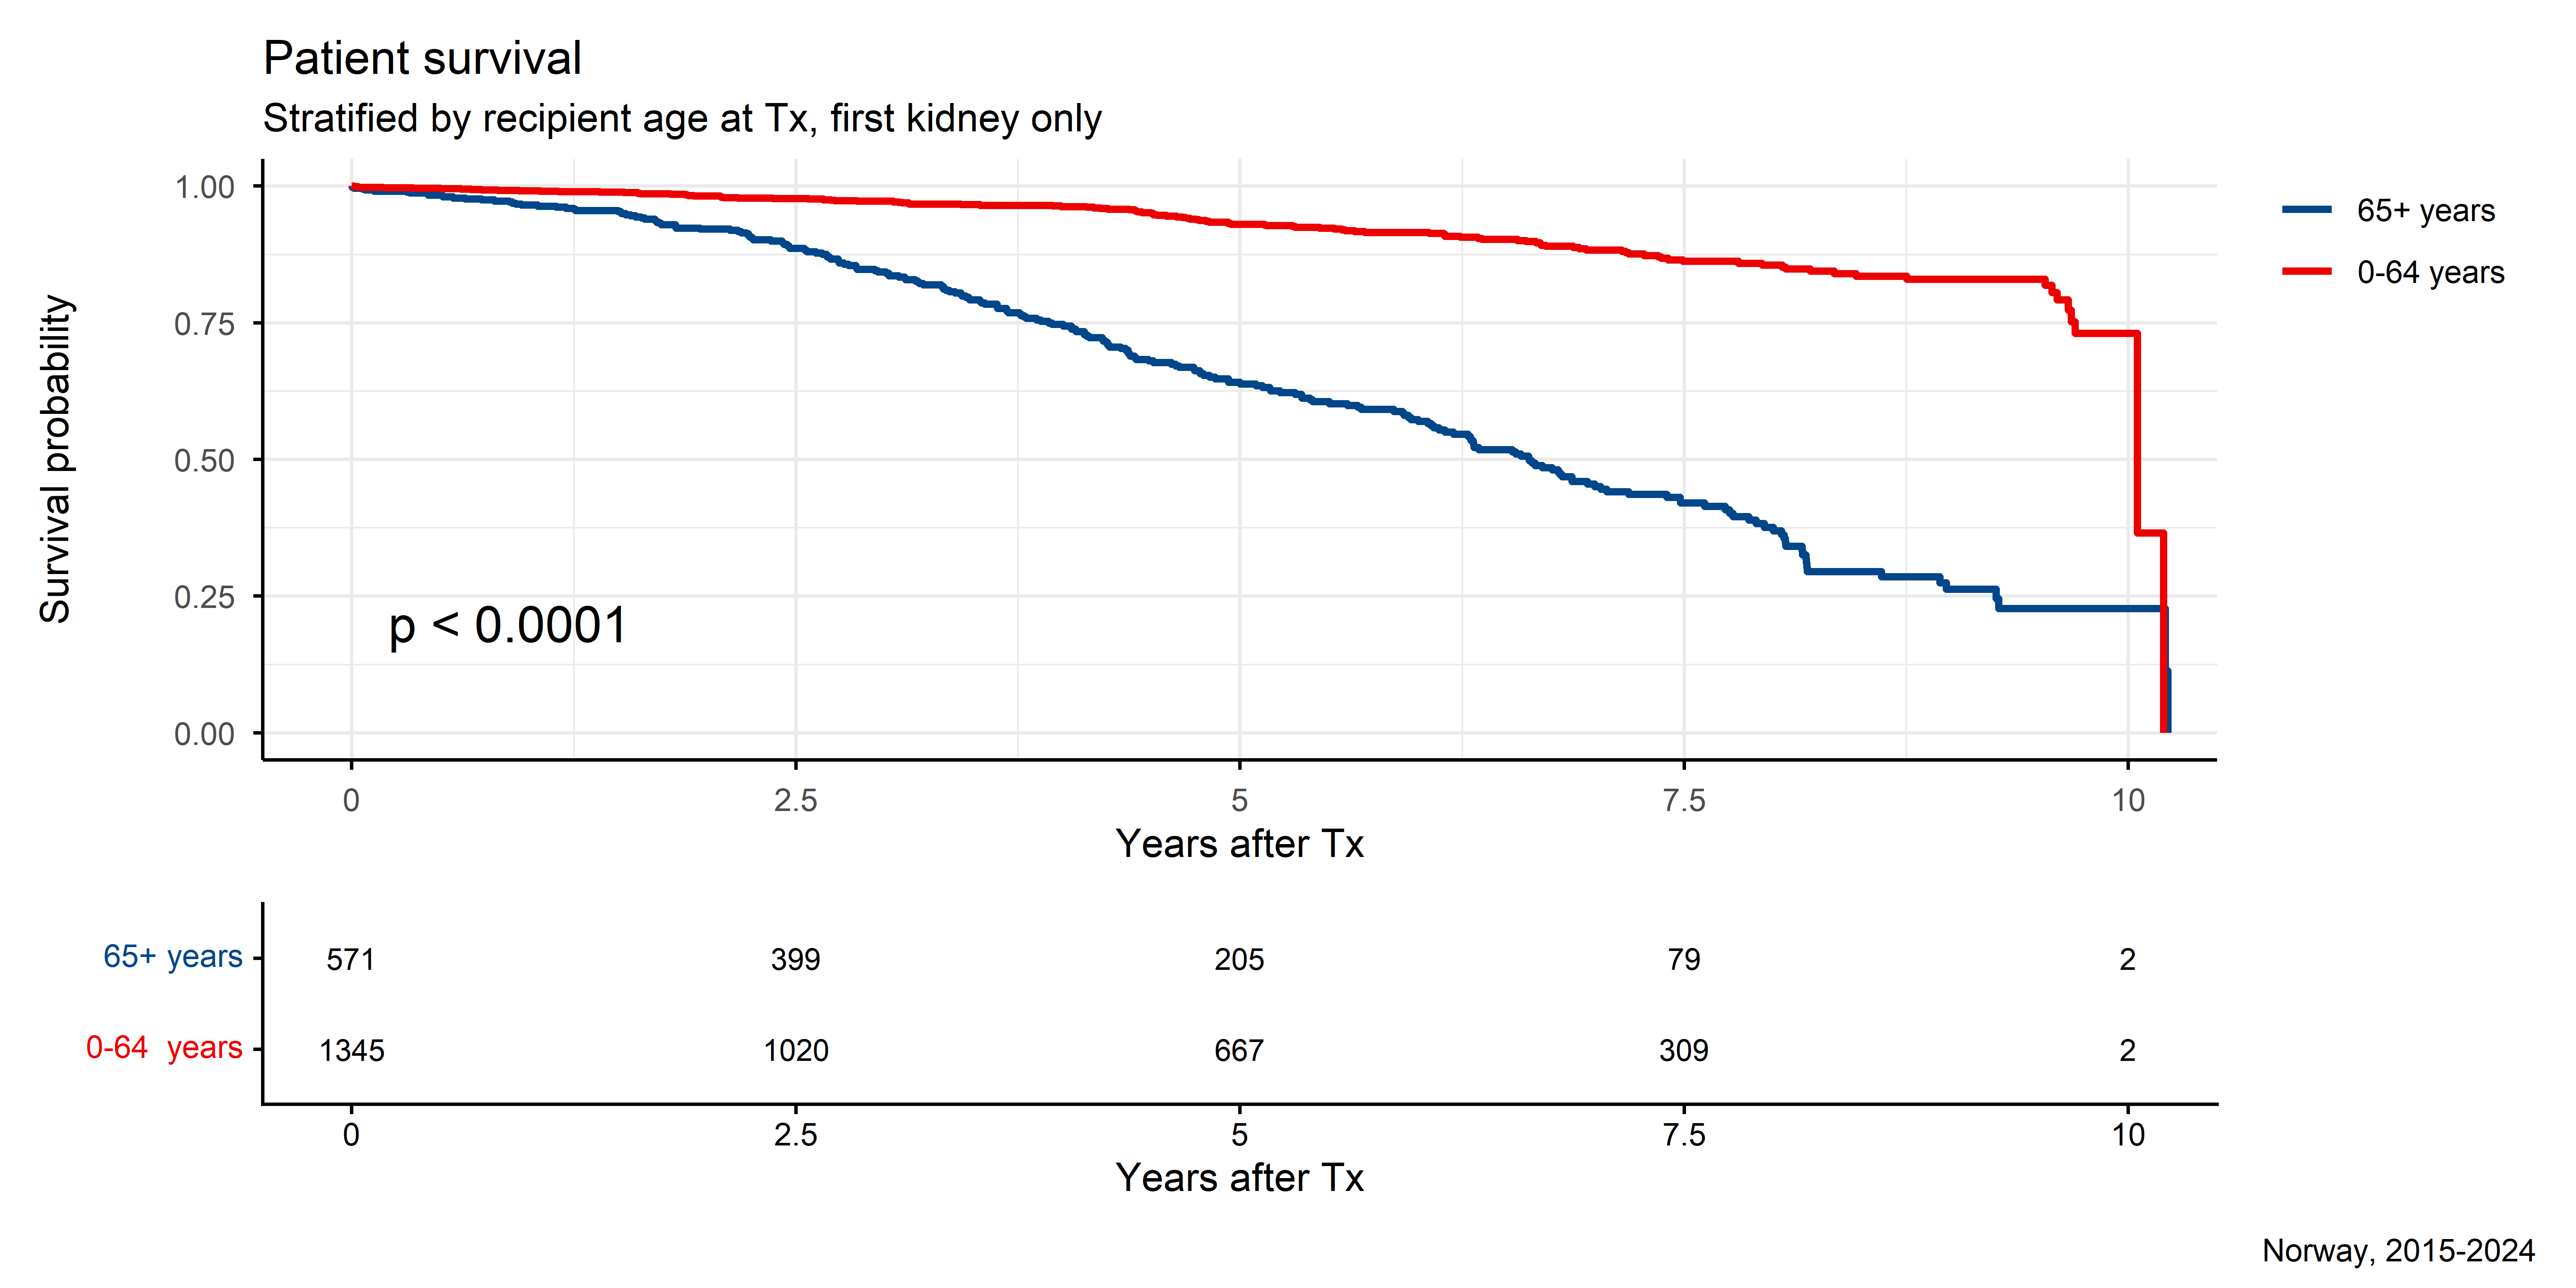 Patient survival
Stratified by recipient age at Tx, first kidney only
Survival probability
1.00
0.75
0.50
0.25
0.00
p < 0.0001
65+ years
0-64 years
0 2.5 5 7.5 10
Years after Tx
65+ years 571 399 205 79 2
0-64  years 1345 1020 667 309 2
0 2.5 5 7.5 10
Years after Tx
Norway, 2015-2024